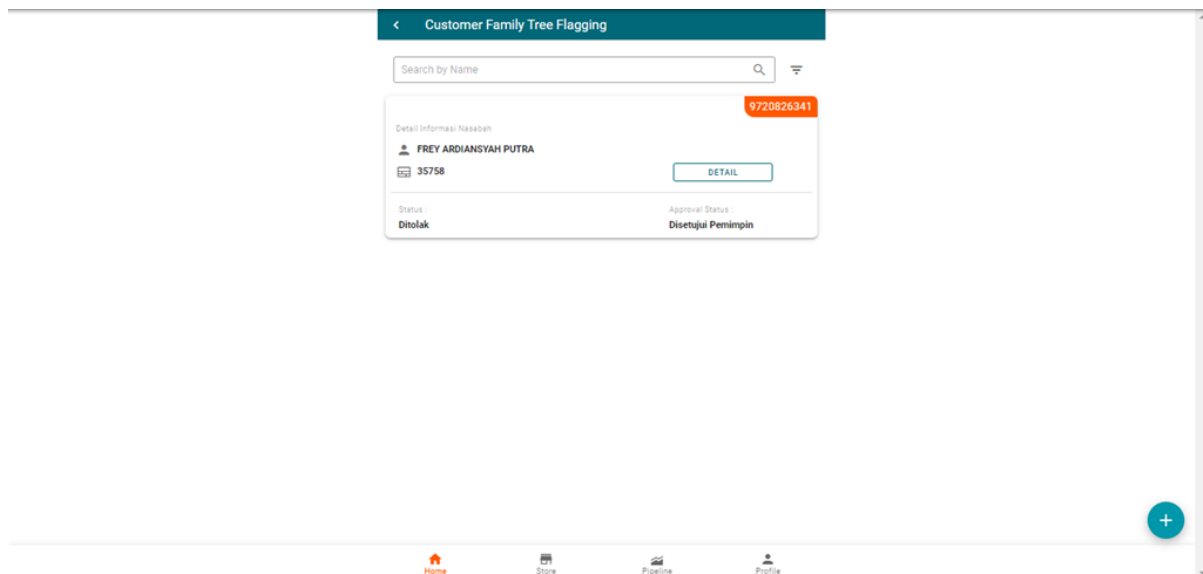 Customer Family Tree Flagging
Search by Name
9720826341
Detail Informasi Nasabah
FREY ARDIANSYAH PUTRA
35758
DETAIL
Status :
Approval Status :
Ditolak
Disetujui Pemimpin
Home
Store
Pipeline
Profile